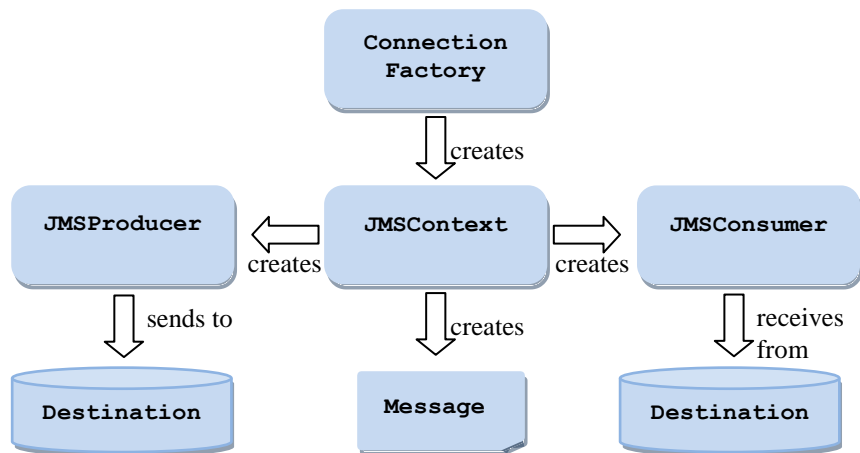 Connection
Factory
creates
JMSProducer
JMSContext
JMSConsumer
creates
creates
sends to
creates
receives
from
Destination
Message
Destination